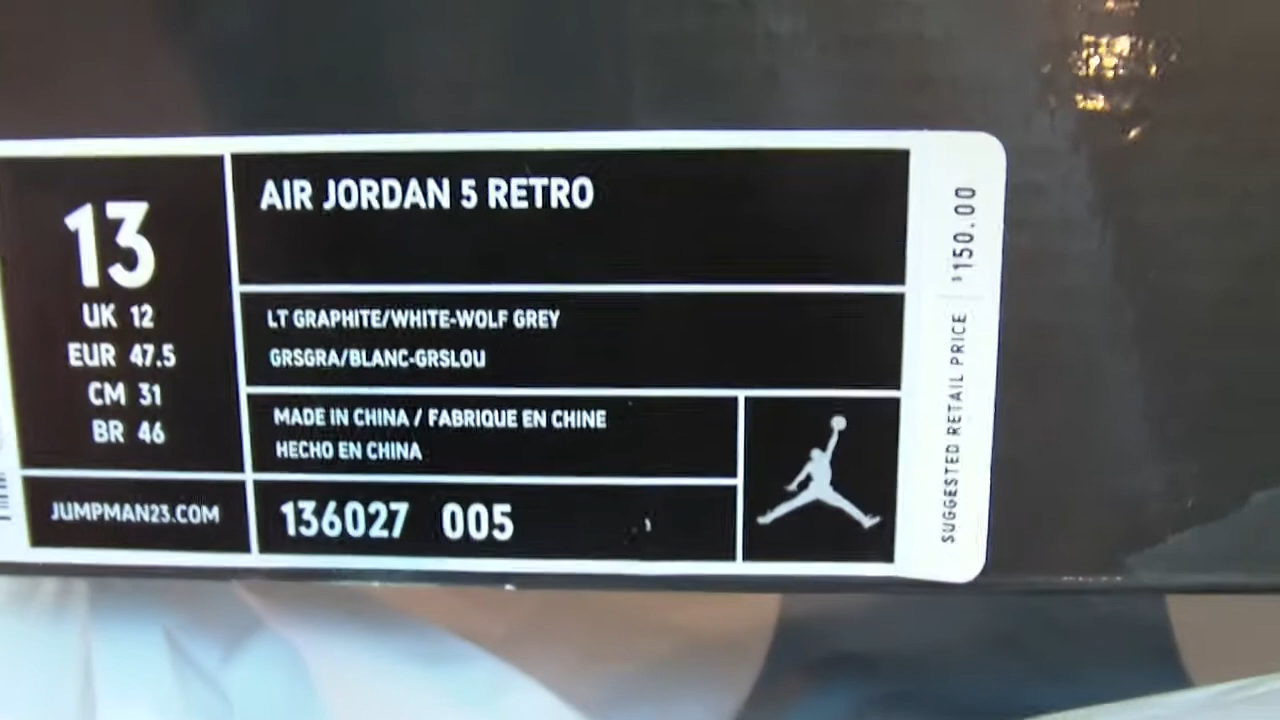 13
UK 12
EUR 47.5
CM 31
BR 46
JUMPMAN23.COM
AIR JORDAN 5 RETRO
LT GRAPHITE/WHITE-WOLF GREY
GRSGRA/BLANC-GRSLOU
MADE IN CHINA / FABRIQUE EN CHINE
HECHO EN CHINA
136027 005
SUGGESTED RETAIL PRICE $150.00